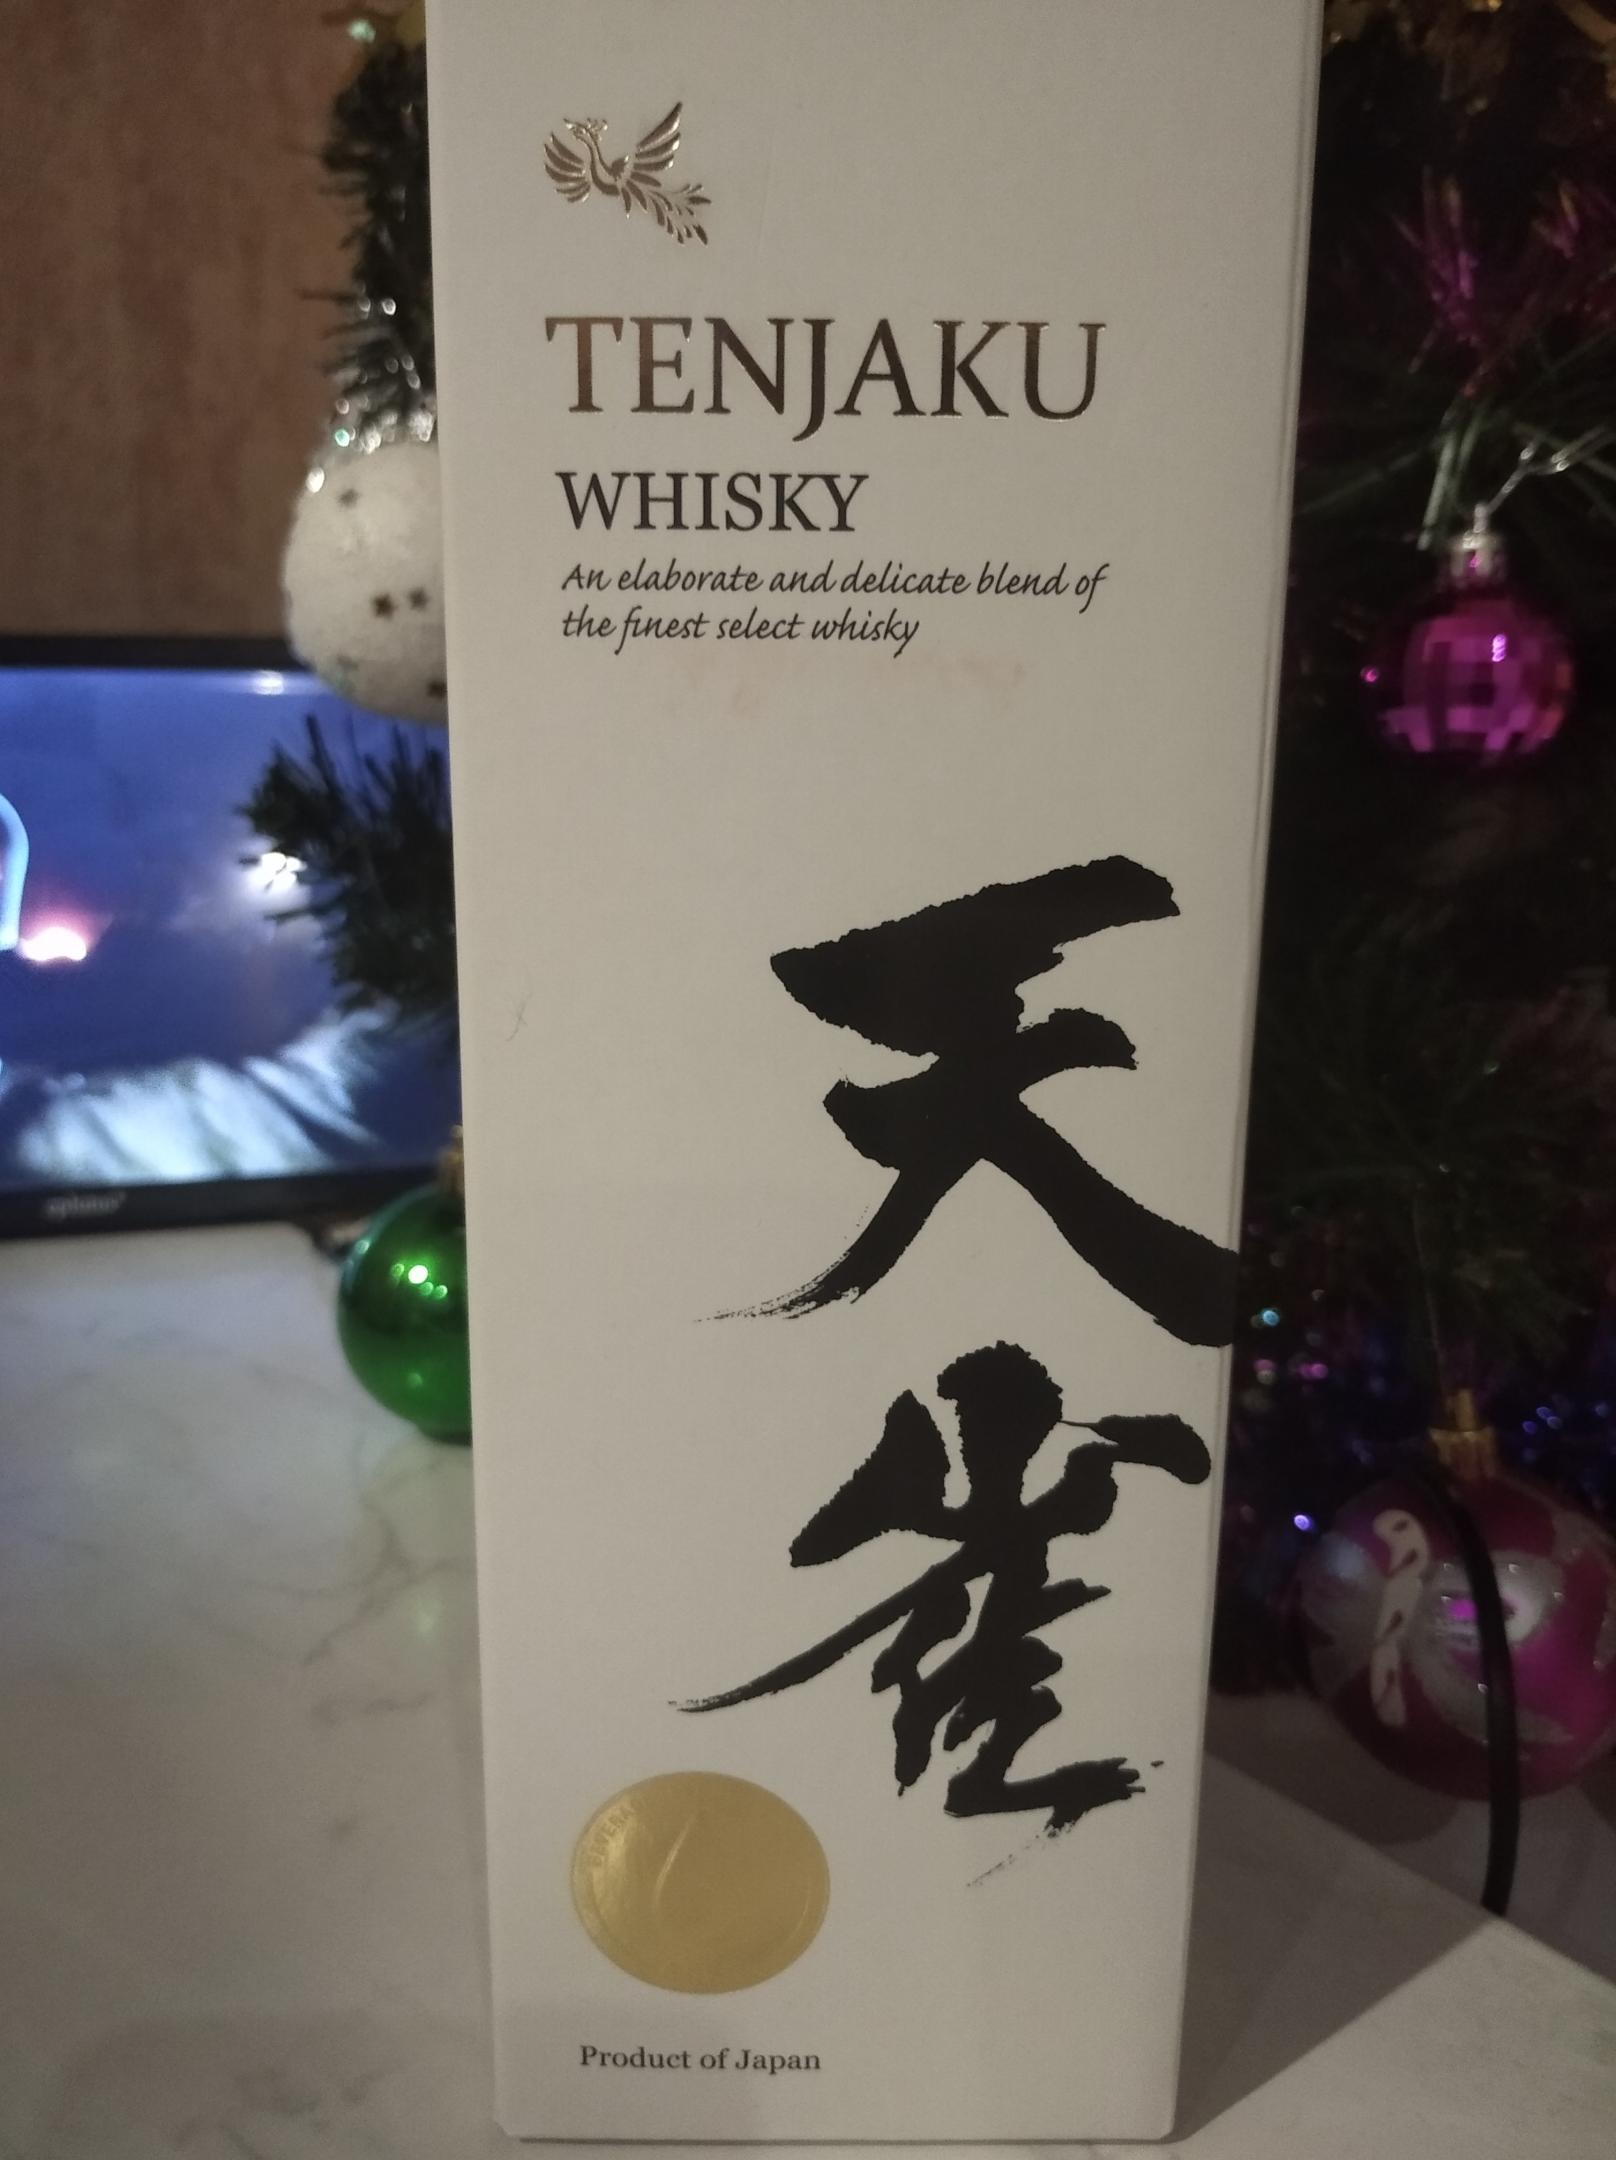 TENJAKU
WHISKY
An elaborate and delicate blend of
the finest select whisky
天
雀
Product of Japan